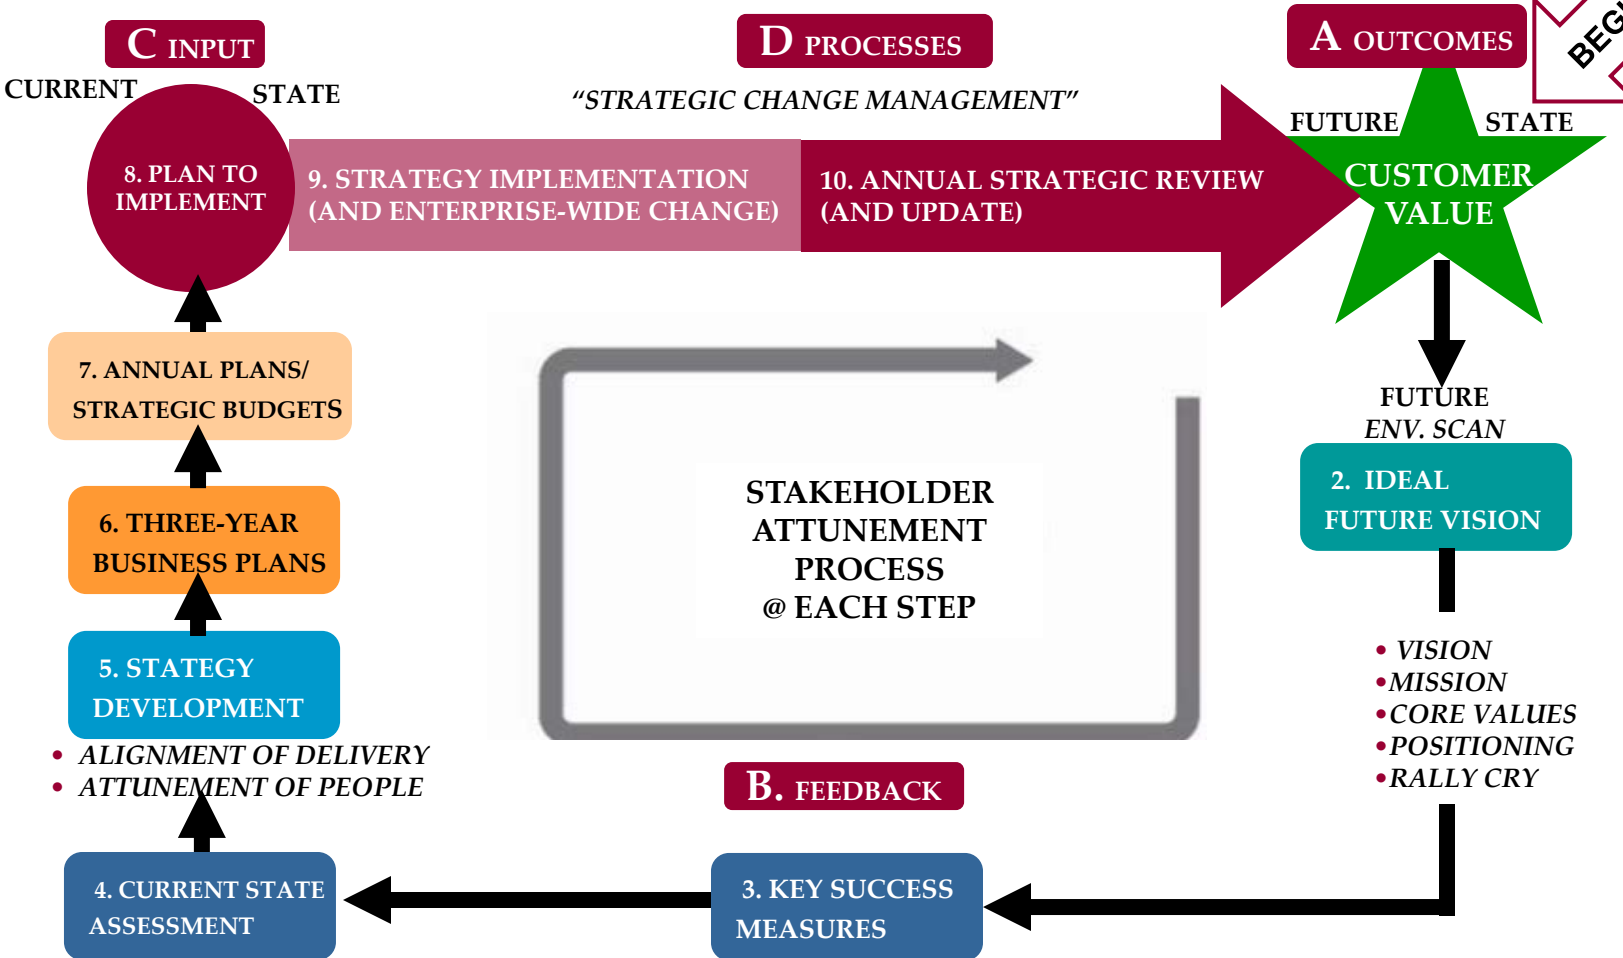 C INPUT
D PROCESSES
A OUTCOMES
CURRENT STATE
"STRATEGIC CHANGE MANAGEMENT"
FUTURE STATE
8. PLAN TO
IMPLEMENT
9. STRATEGY IMPLEMENTATION
(AND ENTERPRISE-WIDE CHANGE)
10. ANNUAL STRATEGIC REVIEW
(AND UPDATE)
CUSTOMER
VALUE
7. ANNUAL PLANS/
STRATEGIC BUDGETS
FUTURE
ENV. SCAN
2. IDEAL
FUTURE VISION
6. THREE-YEAR
BUSINESS PLANS
STAKEHOLDER
ATTUNEMENT
PROCESS
@ EACH STEP
5. STATEGY
DEVELOPMENT
• ALIGNMENT OF DELIVERY
• ATTUNEMENT OF PEOPLE
• VISION
•MISSION
•CORE VALUES
•POSITIONING
•RALLY CRY
B. FEEDBACK
4. CURRENT STATE
ASSESSMENT
3. KEY SUCCESS
MEASURES